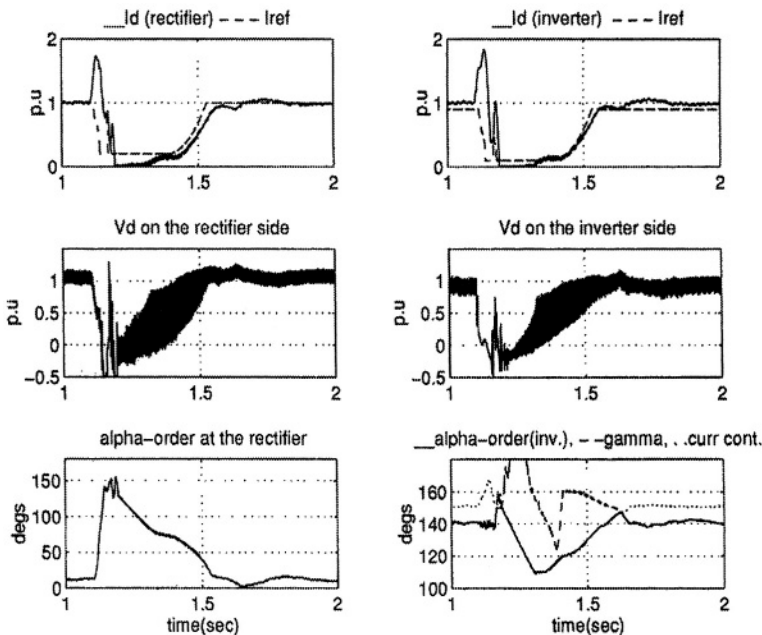 __Id (rectifier) – – – Iref
2
1
0
p.u
1
1.5
2
__Id (inverter) – – – Iref
2
1
0
p.u
1
1.5
2
Vd on the rectifier side
1
0.5
0
–0.5
p.u
1
1.5
2
Vd on the inverter side
1
0.5
0
–0.5
p.u
1
1.5
2
alpha–order at the rectifier
150
100
50
0
degs
1
1.5
2
time(sec)
__alpha–order(inv.), – –gamma, . .curr cont.
160
140
120
100
degs
1
1.5
2
time(sec)